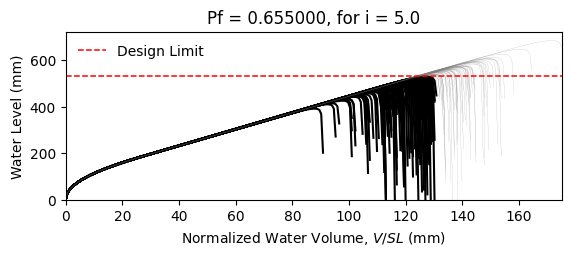 Pf = 0.655000, for i = 5.0
Design Limit
Water Level (mm)
600
400
200
0
0 20 40 60 80 100 120 140 160
Normalized Water Volume, V/SL (mm)